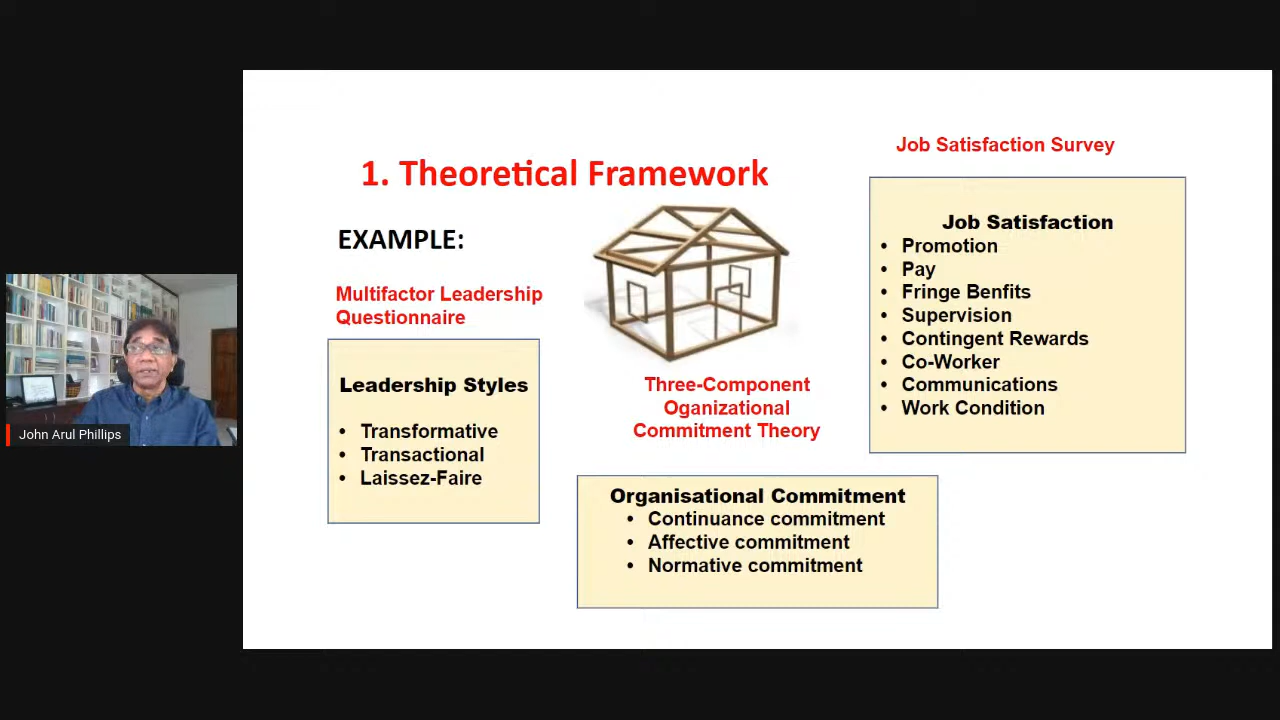 1. Theoretical Framework
EXAMPLE:
Multifactor Leadership
Questionnaire
Leadership Styles
• Transformative
• Transactional
• Laissez-Faire
Three-Component
Oganizational
Commitment Theory
Organisational Commitment
• Continuance commitment
• Affective commitment
• Normative commitment
Job Satisfaction Survey
Job Satisfaction
• Promotion
• Pay
• Fringe Benfits
• Supervision
• Contingent Rewards
• Co-Worker
• Communications
• Work Condition
John Arul Phillips